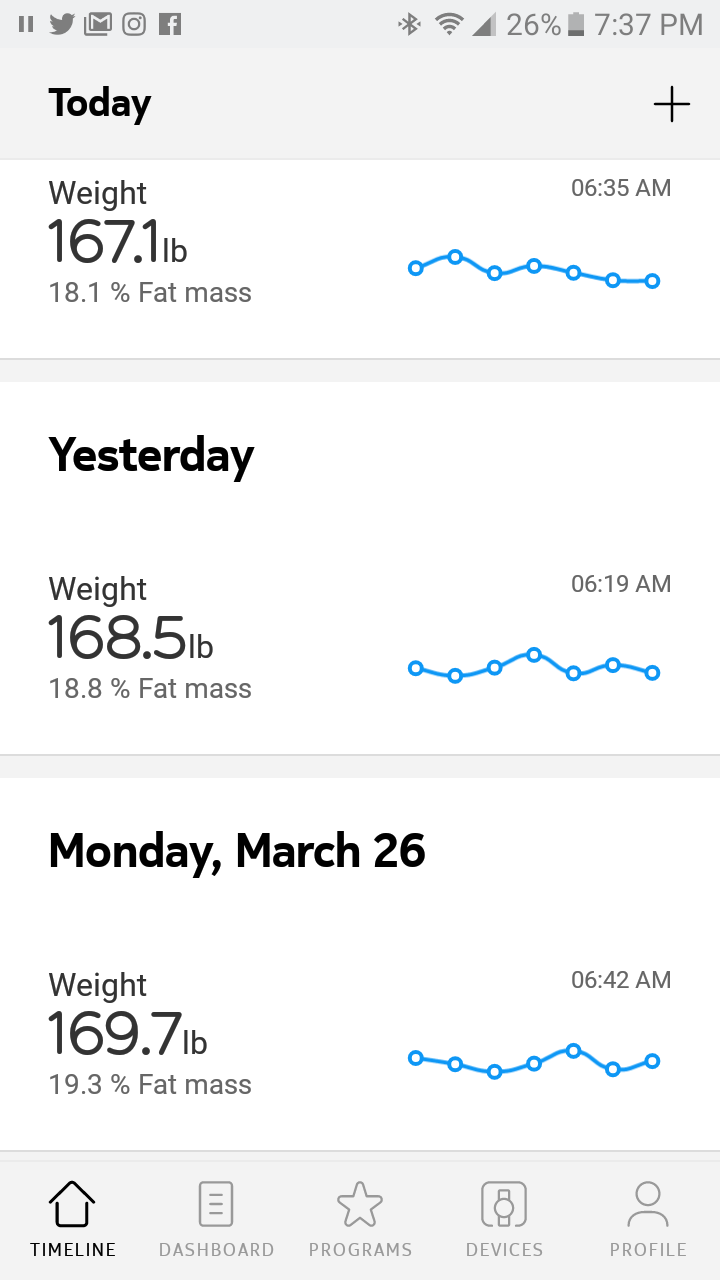 26% 7:37 PM
Today
Weight 06:35 AM
167.1lb
18.1 % Fat mass
Yesterday
Weight 06:19 AM
168.5lb
18.8 % Fat mass
Monday, March 26
Weight 06:42 AM
169.7lb
19.3 % Fat mass
TIMELINE DASHBOARD PROGRAMS DEVICES PROFILE